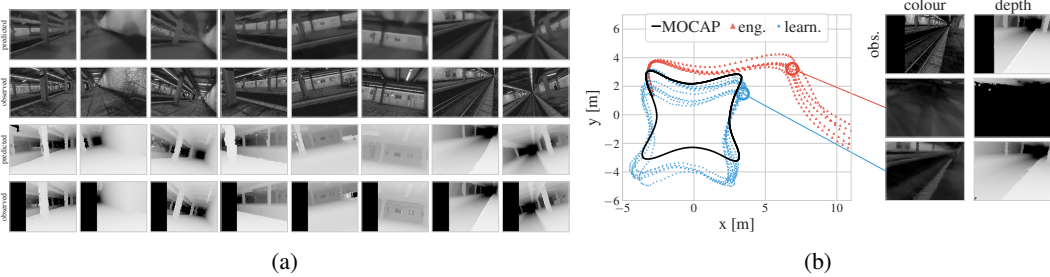 predicted
observed
predicted
observed
(a)
MOCAP eng. learn.
6
4
2
0
−2
−4
−6
y [m]
−5 0 5 10
x [m]
colour depth
obs.
(b)